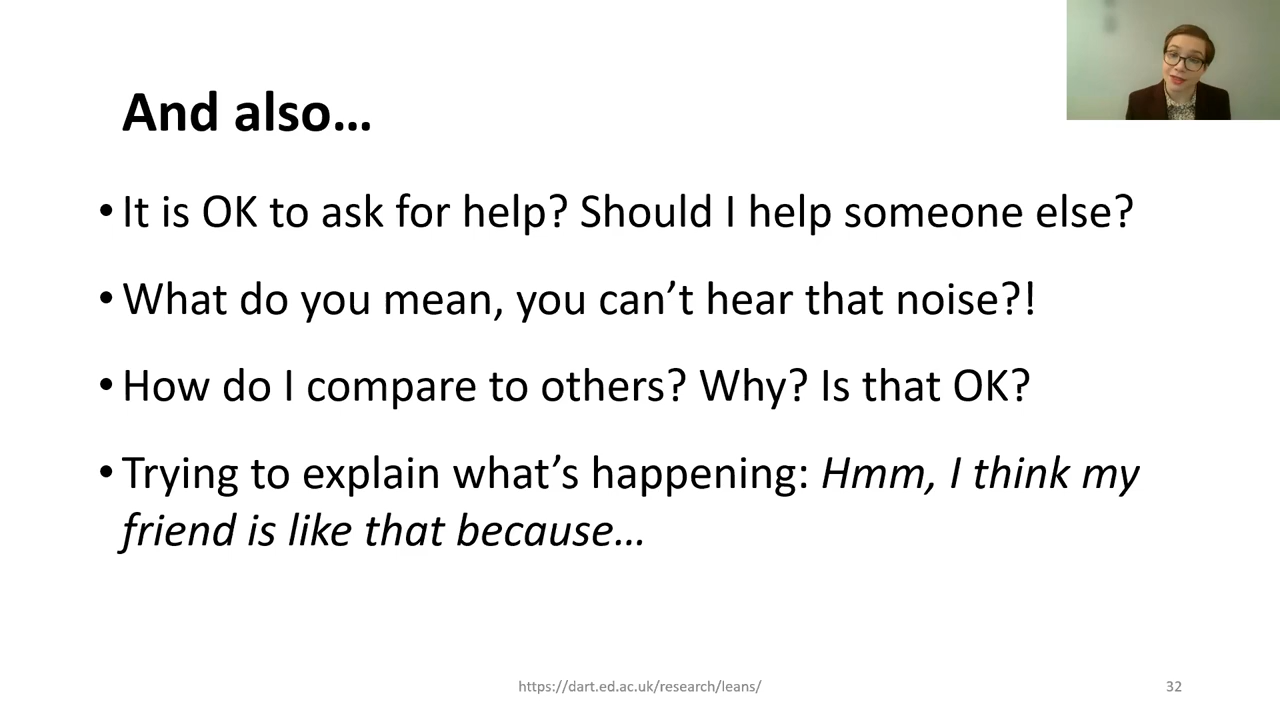 And also…
• It is OK to ask for help? Should I help someone else?
• What do you mean, you can’t hear that noise?!
• How do I compare to others? Why? Is that OK?
• Trying to explain what’s happening: Hmm, I think my
friend is like that because…
https://dart.ed.ac.uk/research/leans/
32